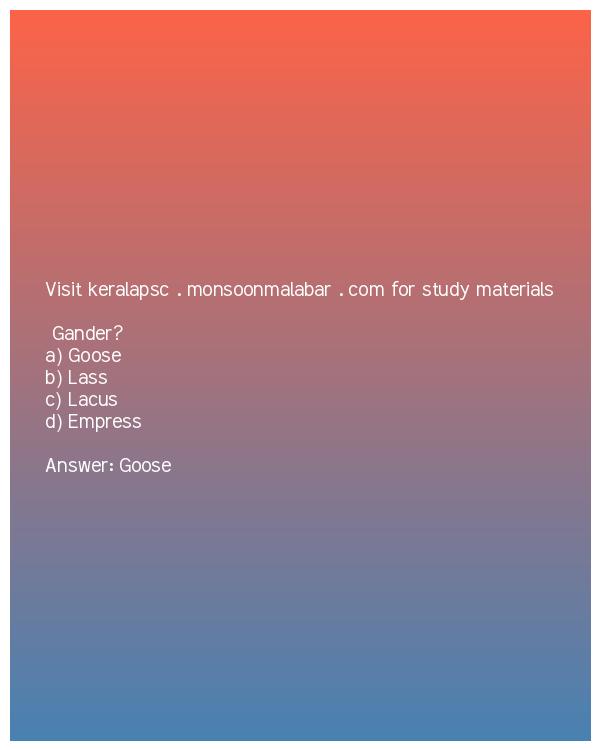 Visit keralapsc . monsoonmalabar . com for study materials
Gander?
a) Goose
b) Lass
c) Lacus
d) Empress
Answer: Goose